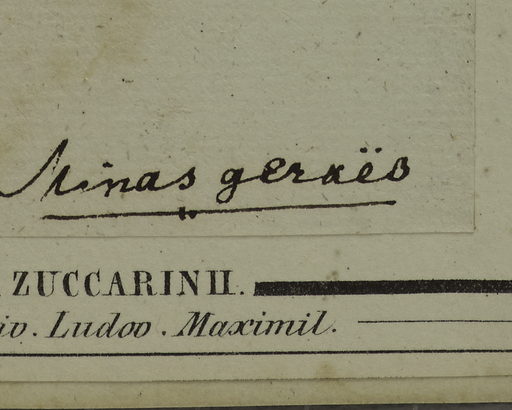 Minas geraës
ZUCCARINII.
iv. Ludov. Maximil.